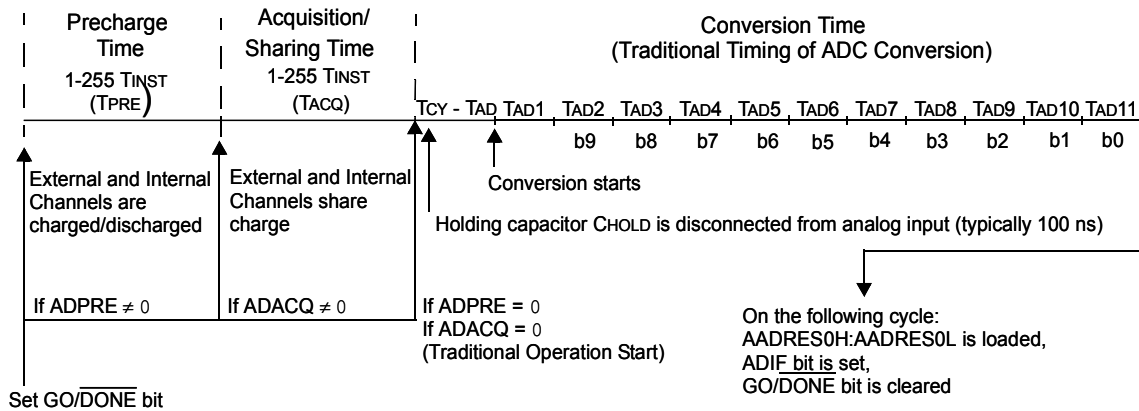 Precharge
Time
1-255 TINST
(TPRE)
Acquisition/
Sharing Time
1-255 TINST
(TACQ)
Conversion Time
(Traditional Timing of ADC Conversion)
TCY - TAD TAD1 TAD2 TAD3 TAD4 TAD5 TAD6 TAD7 TAD8 TAD9 TAD10 TAD11
b9 b8 b7 b6 b5 b4 b3 b2 b1 b0
External and Internal
Channels are
charged/discharged
External and Internal
Channels share
charge
Conversion starts
Holding capacitor CHOLD is disconnected from analog input (typically 100 ns)
If ADPRE ≠ 0
If ADACQ ≠ 0
If ADPRE = 0
If ADACQ = 0
(Traditional Operation Start)
On the following cycle:
AADRES0H:AADRES0L is loaded,
ADIF bit is set,
GO/DONE bit is cleared
Set GO/DONE bit